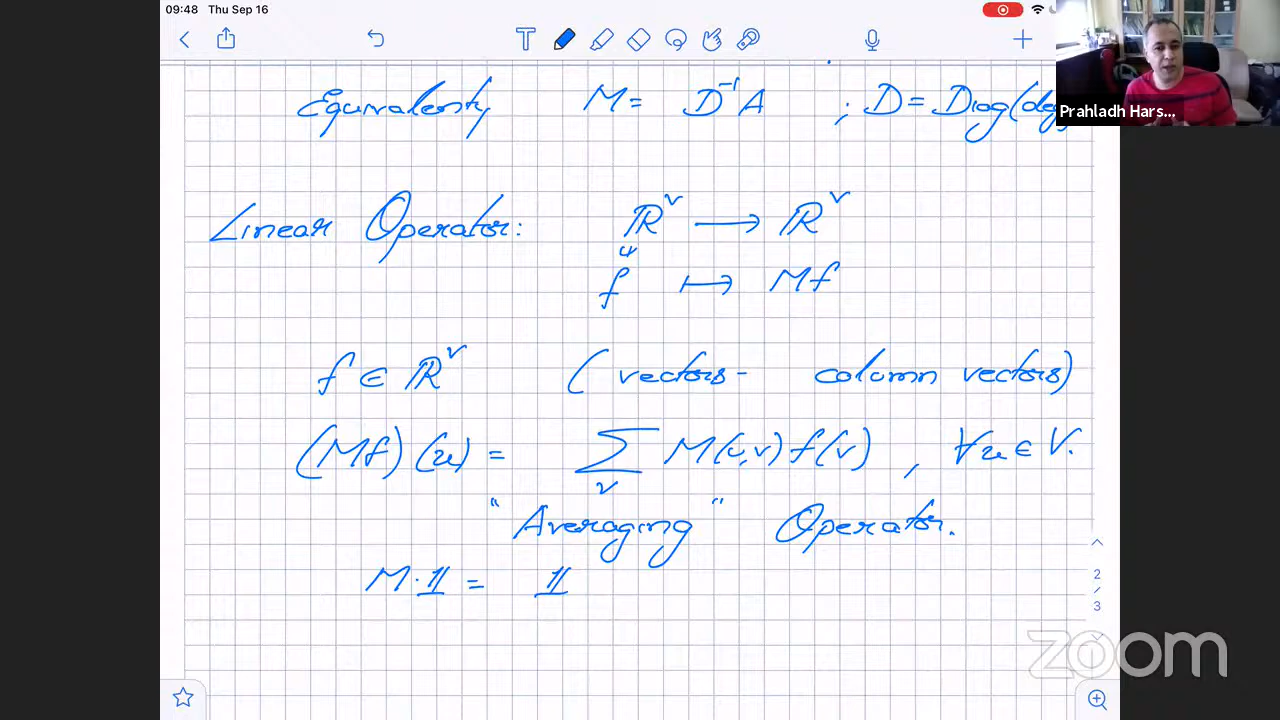 09:48 Thu Sep 16
Prahladh Hars...
Equivalently M = D⁻¹A ; D = Diag(deg
Linear Operator: ℝ^V ⟶ ℝ^V
∈
f ⟼ Mf
f ∈ ℝ^V (vectors - column vectors)
(Mf)(u) = ∑_v M(u,v) f(v) , ∀u ∈ V.
"Averaging" Operator.
M·𝟙 = 𝟙
2
/
3
zoom